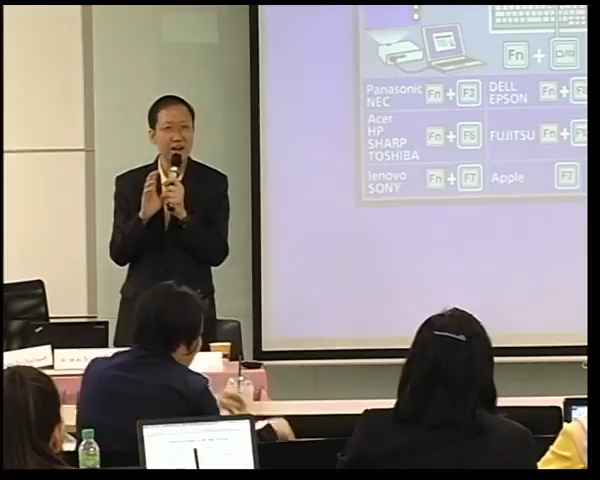 Fn +
Panasonic
NEC
Fn + F3
DELL
EPSON
Fn +
Acer
HP
SHARP
TOSHIBA
Fn + F5
FUJITSU
Fn +
lenovo
SONY
Fn + F7
Apple
F7